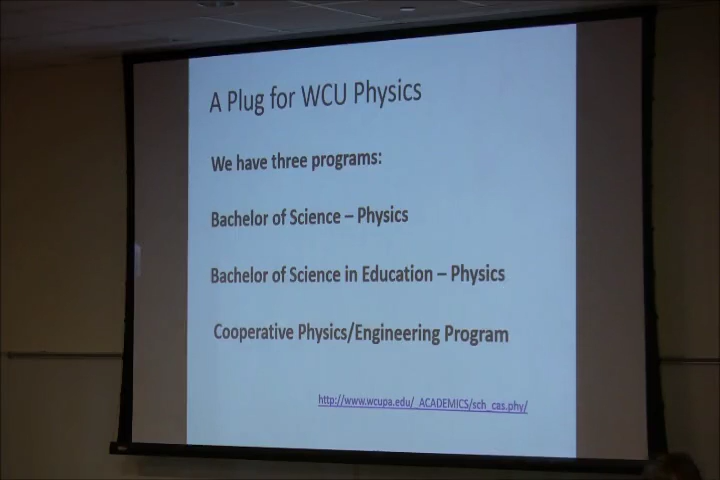 A Plug for WCU Physics
We have three programs:
Bachelor of Science – Physics
Bachelor of Science in Education – Physics
Cooperative Physics/Engineering Program
http://www.wcupa.edu/_ACADEMICS/sch_cas.phy/